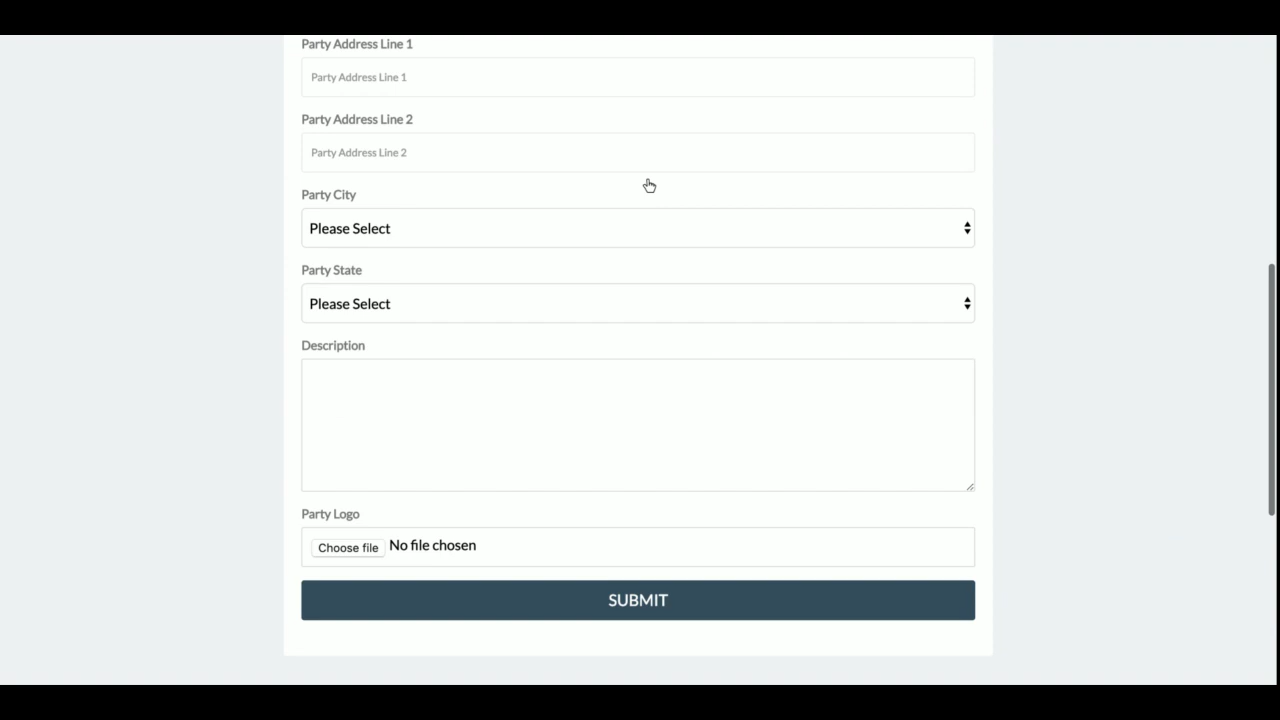 Party Address Line 1
Party Address Line 1
Party Address Line 2
Party Address Line 2
Party City
Please Select
Party State
Please Select
Description
Party Logo
Choose file No file chosen
SUBMIT